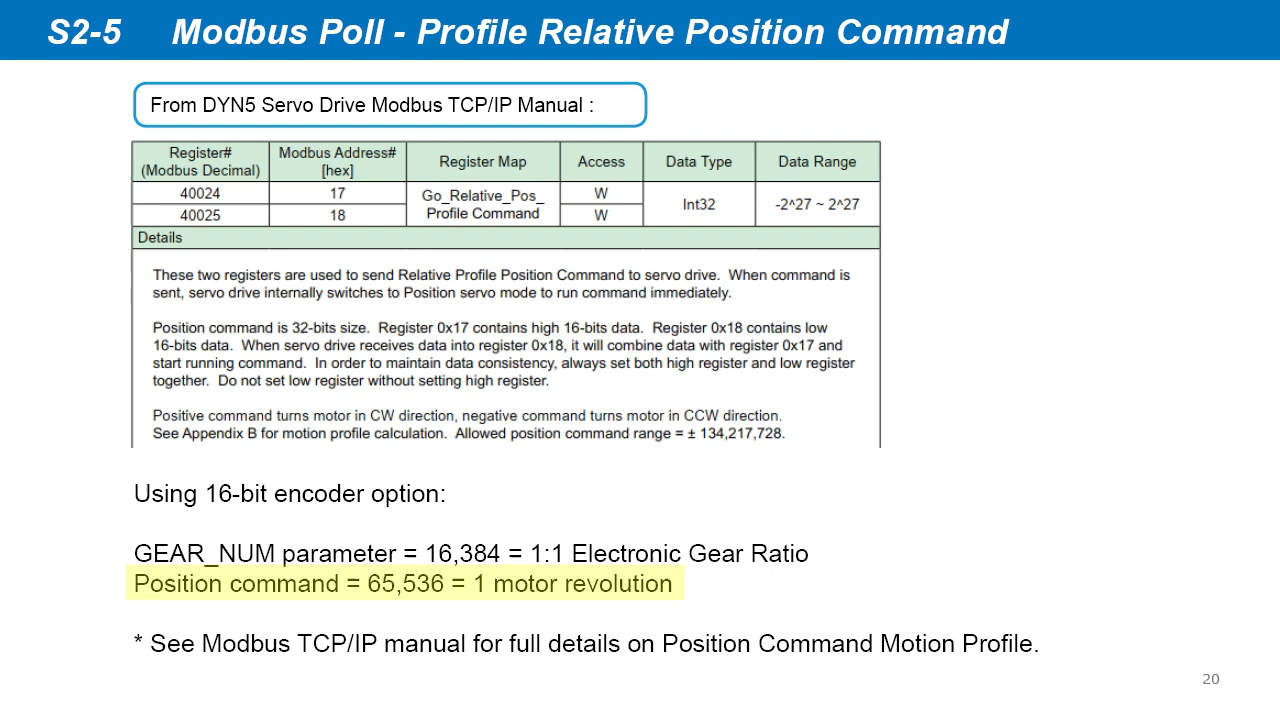 S2-5 Modbus Poll - Profile Relative Position Command
From DYN5 Servo Drive Modbus TCP/IP Manual :
Register# (Modbus Decimal) Modbus Address# [hex] Register Map Access Data Type Data Range
40024 17 Go_Relative_Pos_ Profile Command W Int32 -2^27 ~ 2^27
40025 18 W
Details
These two registers are used to send Relative Profile Position Command to servo drive. When command is
sent, servo drive internally switches to Position servo mode to run command immediately.
Position command is 32-bits size. Register 0x17 contains high 16-bits data. Register 0x18 contains low
16-bits data. When servo drive receives data into register 0x18, it will combine data with register 0x17 and
start running command. In order to maintain data consistency, always set both high register and low register
together. Do not set low register without setting high register.
Positive command turns motor in CW direction, negative command turns motor in CCW direction.
See Appendix B for motion profile calculation. Allowed position command range = ± 134,217,728.
Using 16-bit encoder option:
GEAR_NUM parameter = 16,384 = 1:1 Electronic Gear Ratio
Position command = 65,536 = 1 motor revolution
* See Modbus TCP/IP manual for full details on Position Command Motion Profile.
20